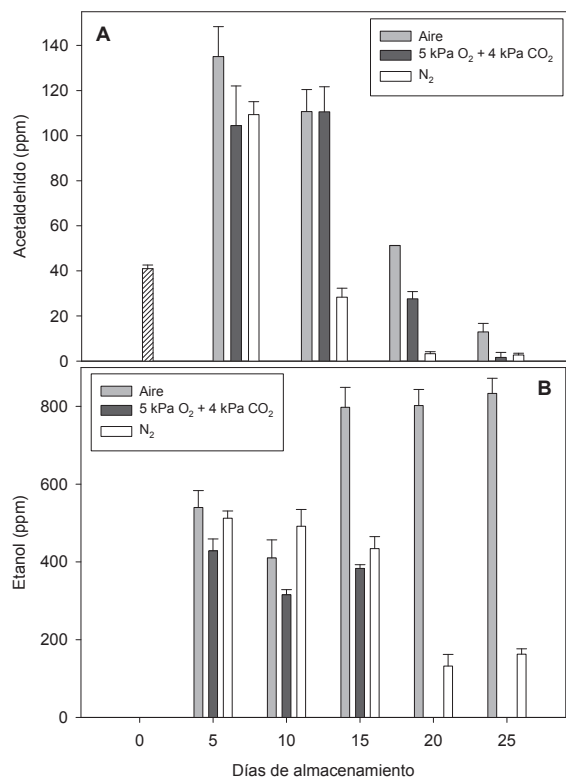 A
Aire
5 kPa O₂ + 4 kPa CO₂
N₂
Acetaldehído (ppm)
140
120
100
80
60
40
20
0
B
Aire
5 kPa O₂ + 4 kPa CO₂
N₂
Etanol (ppm)
800
600
400
200
0
0 5 10 15 20 25
Días de almacenamiento